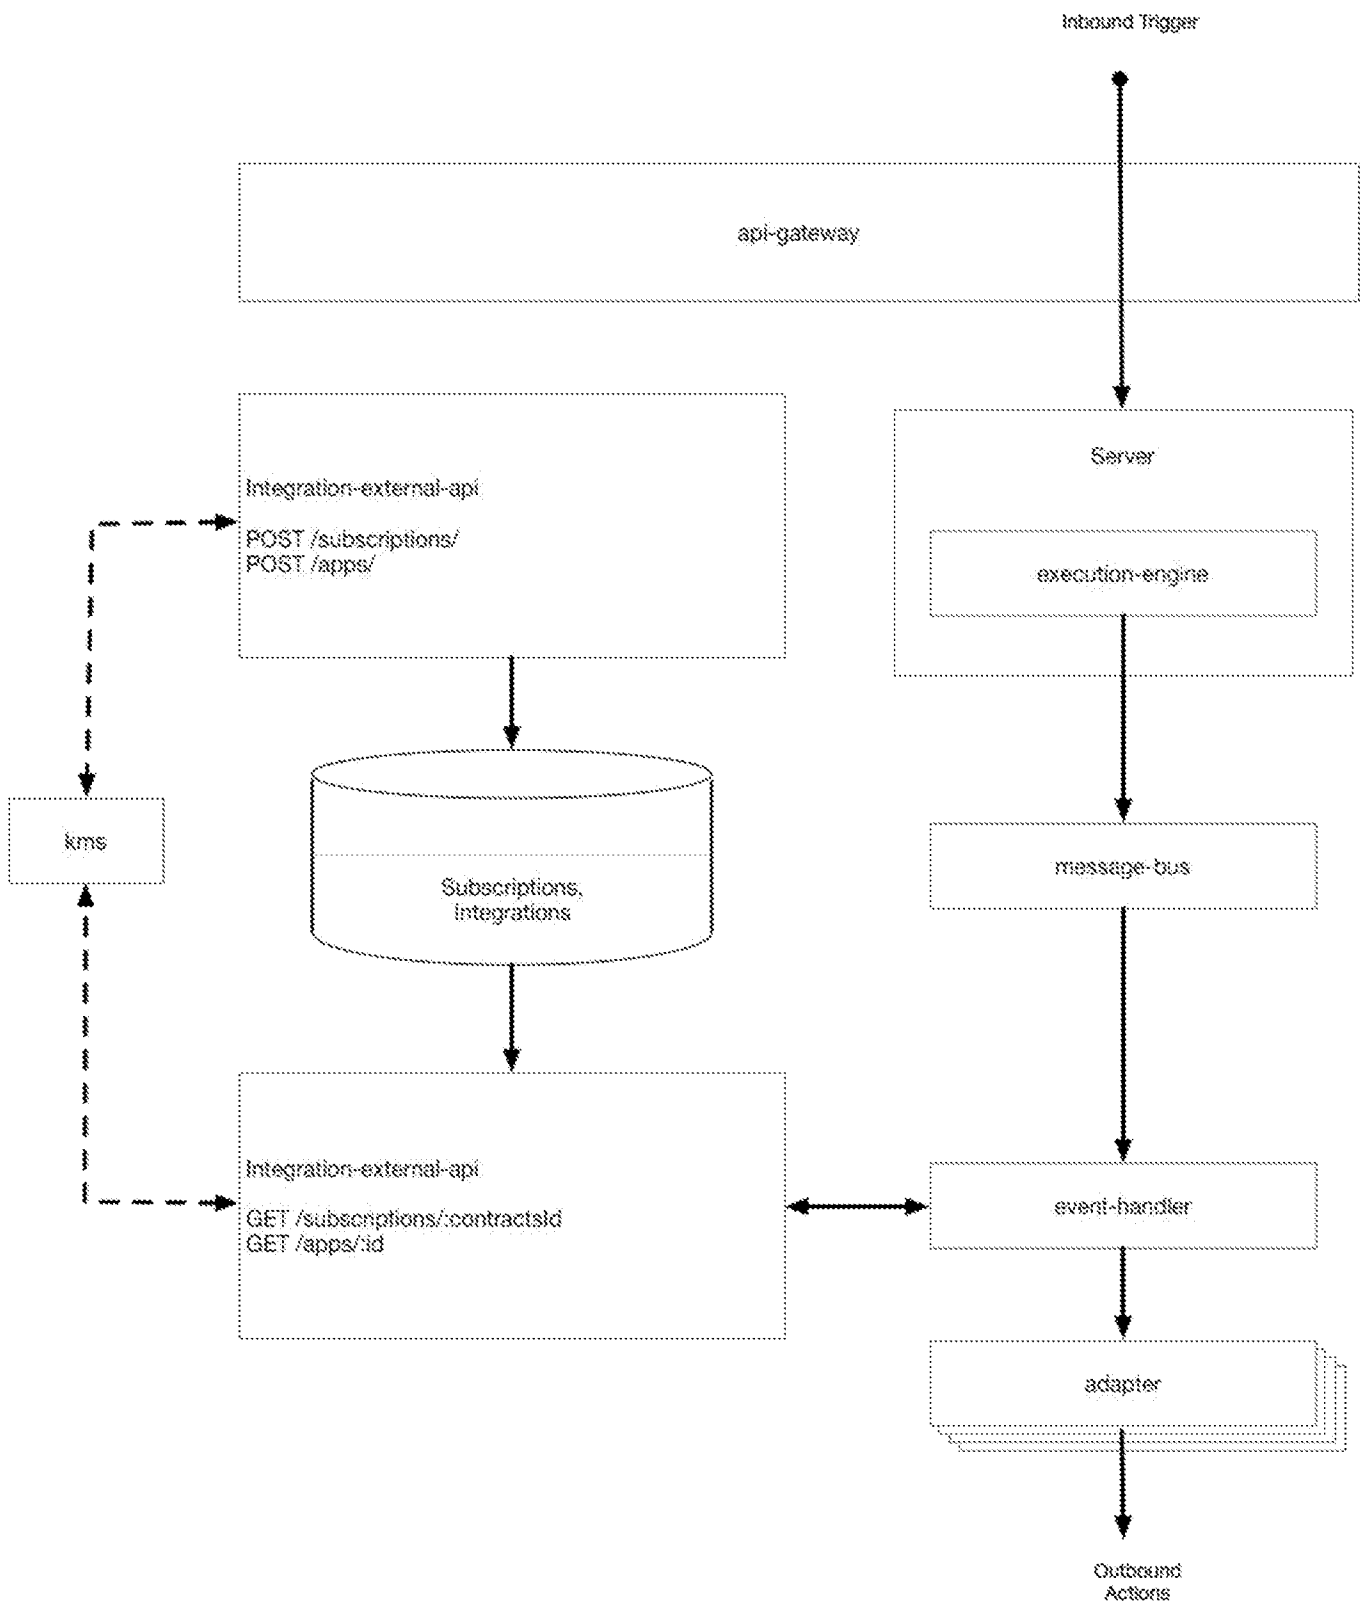 Inbound Trigger
api-gateway
Integration-external-api
POST /subscriptions/
POST /apps/
Server
execution-engine
kms
Subscriptions,
Integrations
message-bus
Integration-external-api
GET /subscriptions/:contractsId
GET /apps/:id
event-handler
adapter
Outbound
Actions